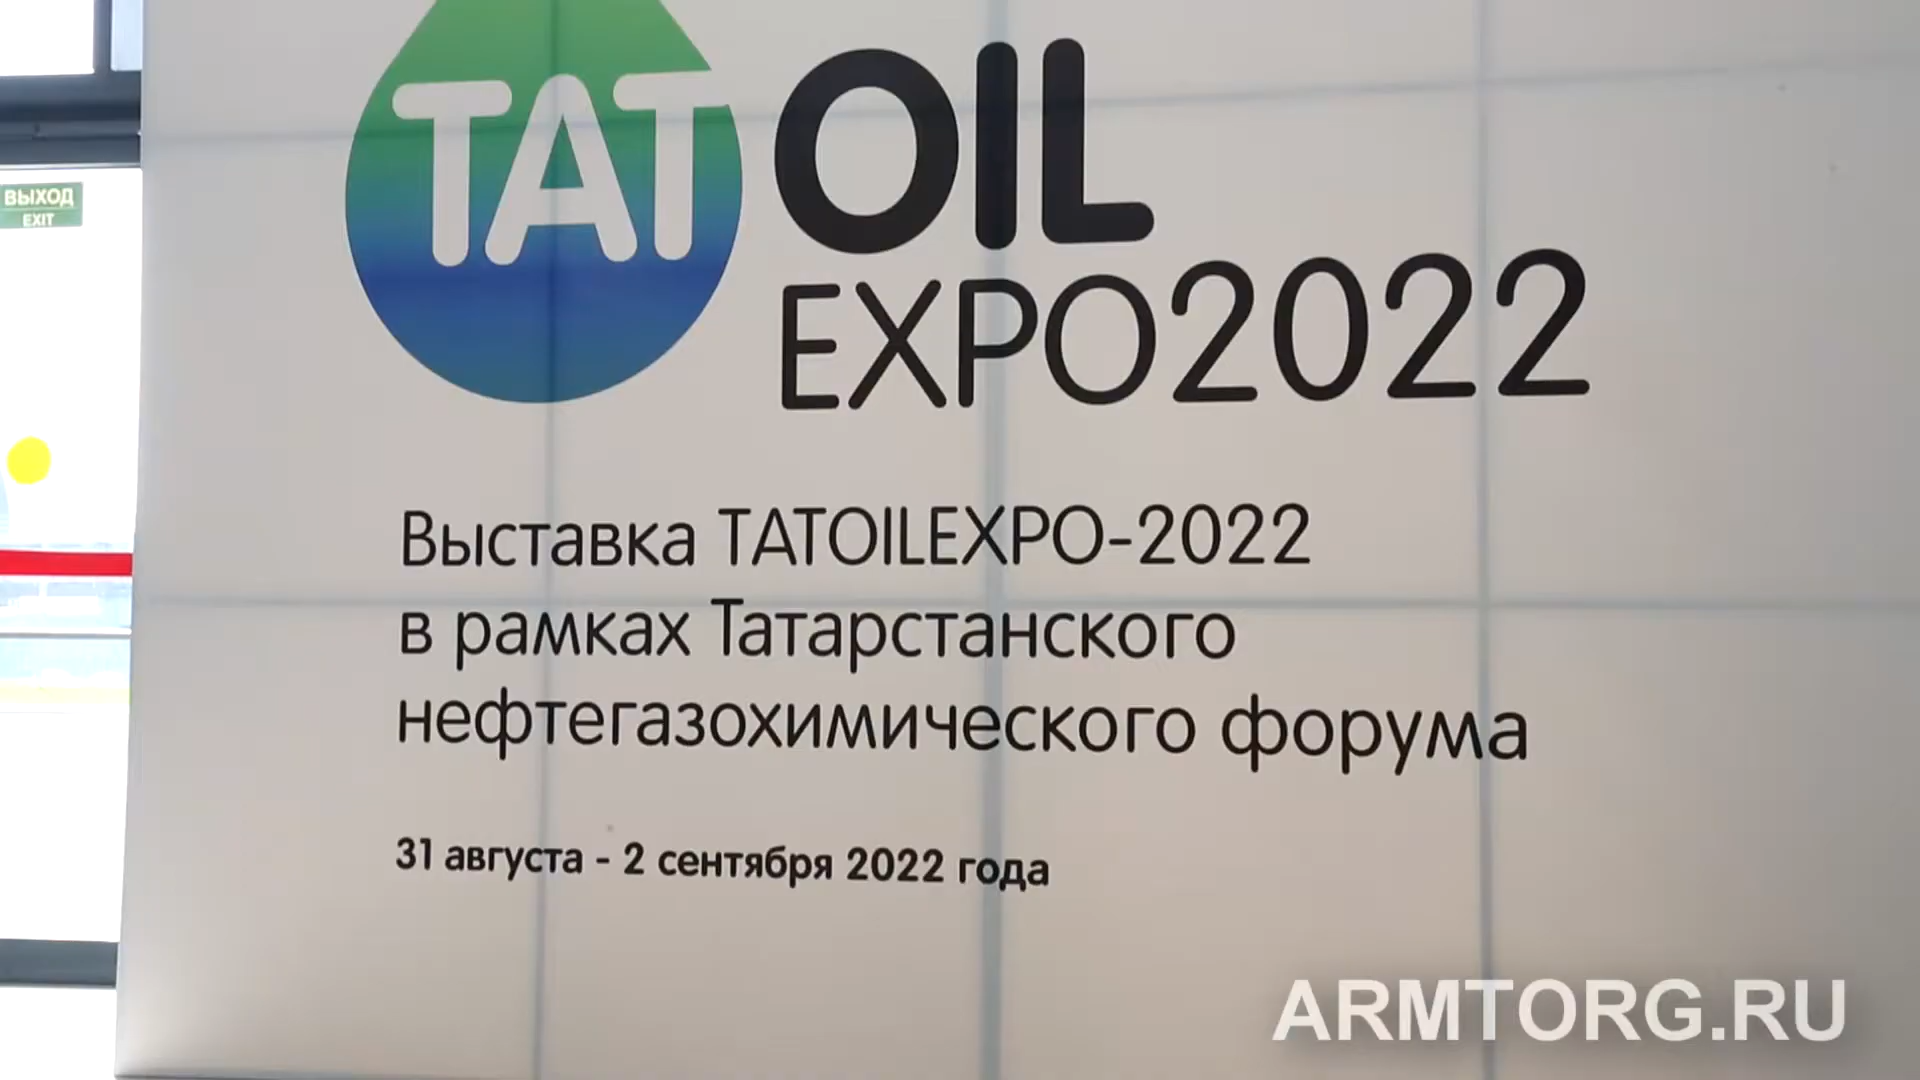 TAT OIL
EXPO2022
ВЫХОД
EXIT
Выставка TATOILEXPO-2022
в рамках Татарстанского
нефтегазохимического форума
31 августа - 2 сентября 2022 года
ARMTORG.RU